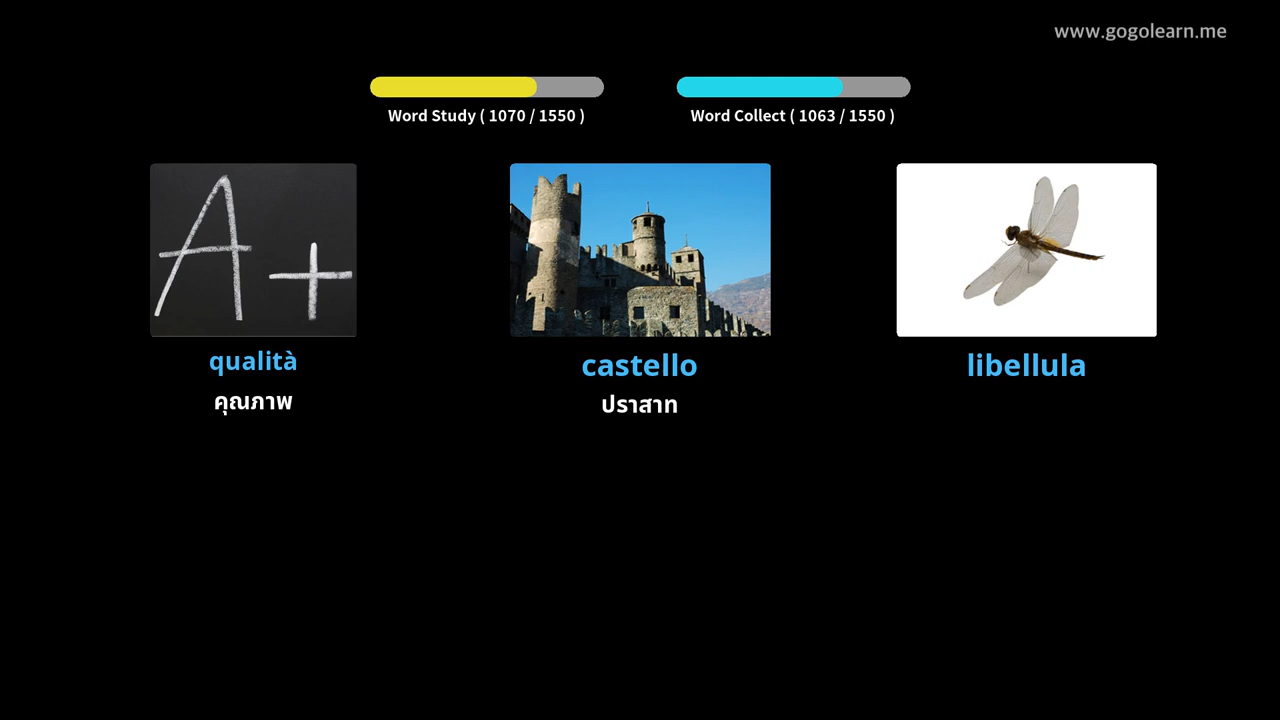 www.gogolearn.me
Word Study ( 1070 / 1550 )
Word Collect ( 1063 / 1550 )
A+
qualità
คุณภาพ
castello
ปราสาท
libellula